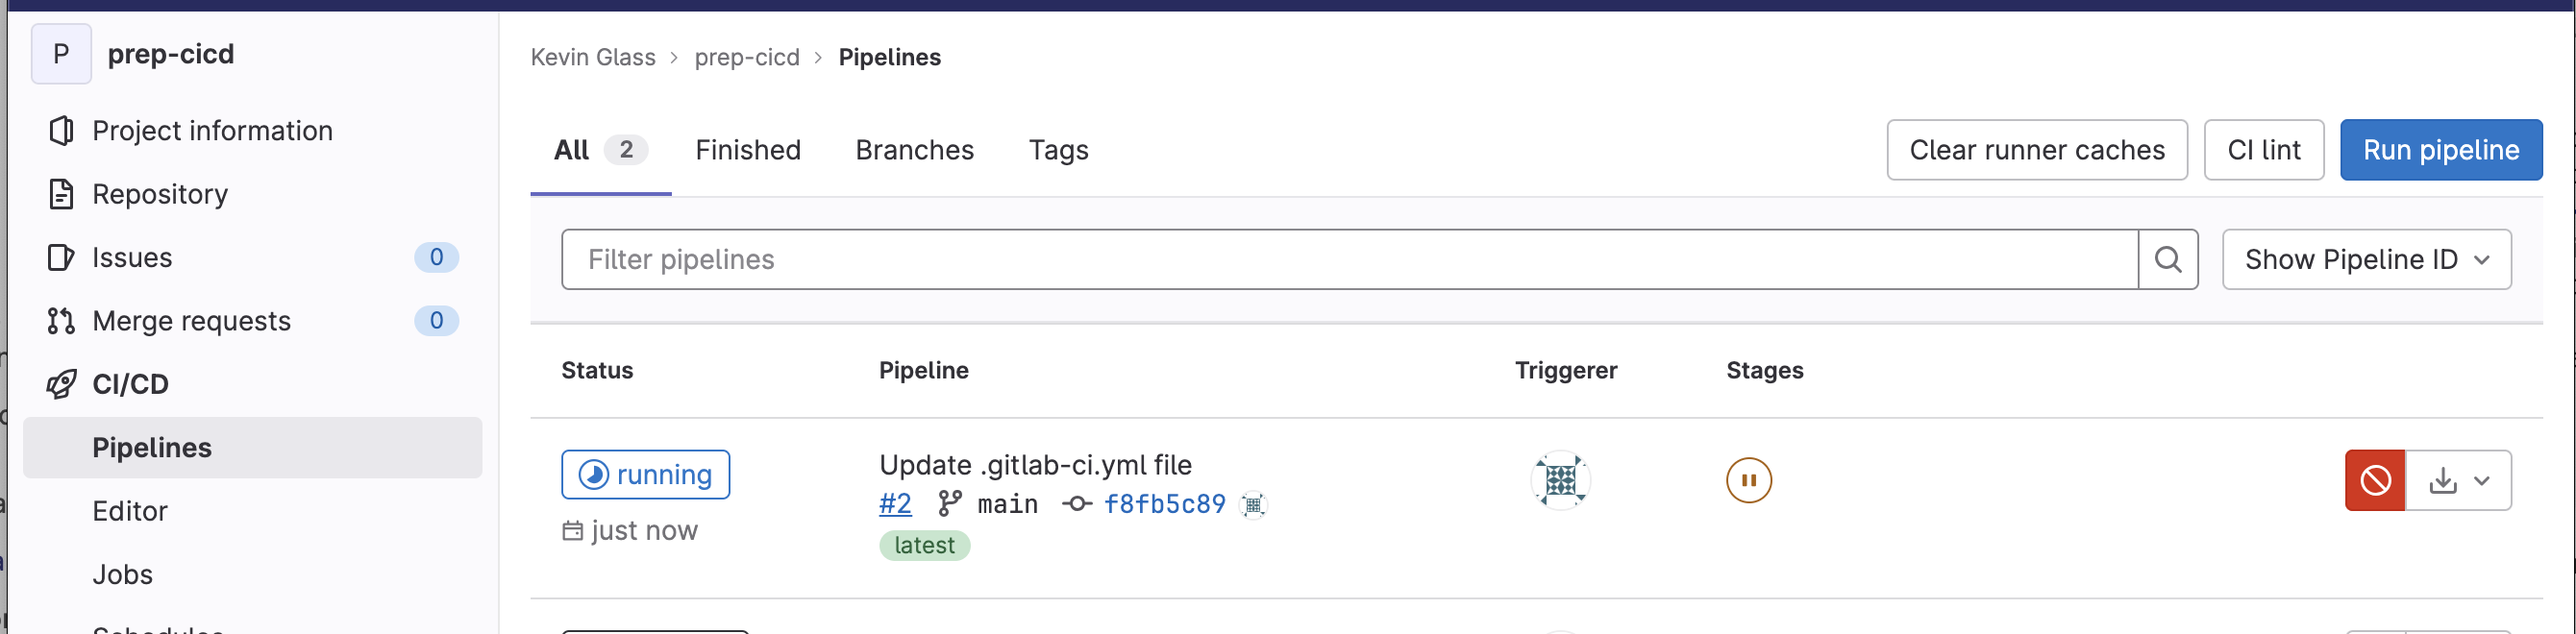 P prep-cicd
Project information
Repository
Issues 0
Merge requests 0
CI/CD
Pipelines
Editor
Jobs
Schedules
Kevin Glass > prep-cicd > Pipelines
All 2 Finished Branches Tags
Clear runner caches CI lint Run pipeline
Filter pipelines
Show Pipeline ID
Status Pipeline Triggerer Stages
running
just now
Update .gitlab-ci.yml file
#2 main f8fb5c89
latest